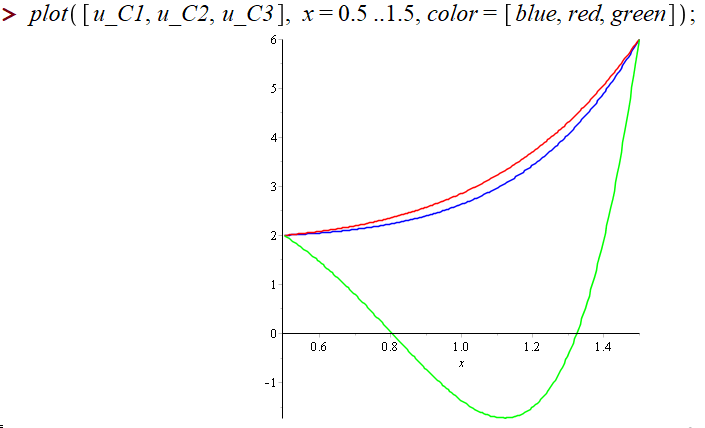 > plot([u_C1, u_C2, u_C3], x = 0.5 ..1.5, color = [blue, red, green]);
6
5
4
3
2
1
0
0.6 0.8 1.0 1.2 1.4
x
-1